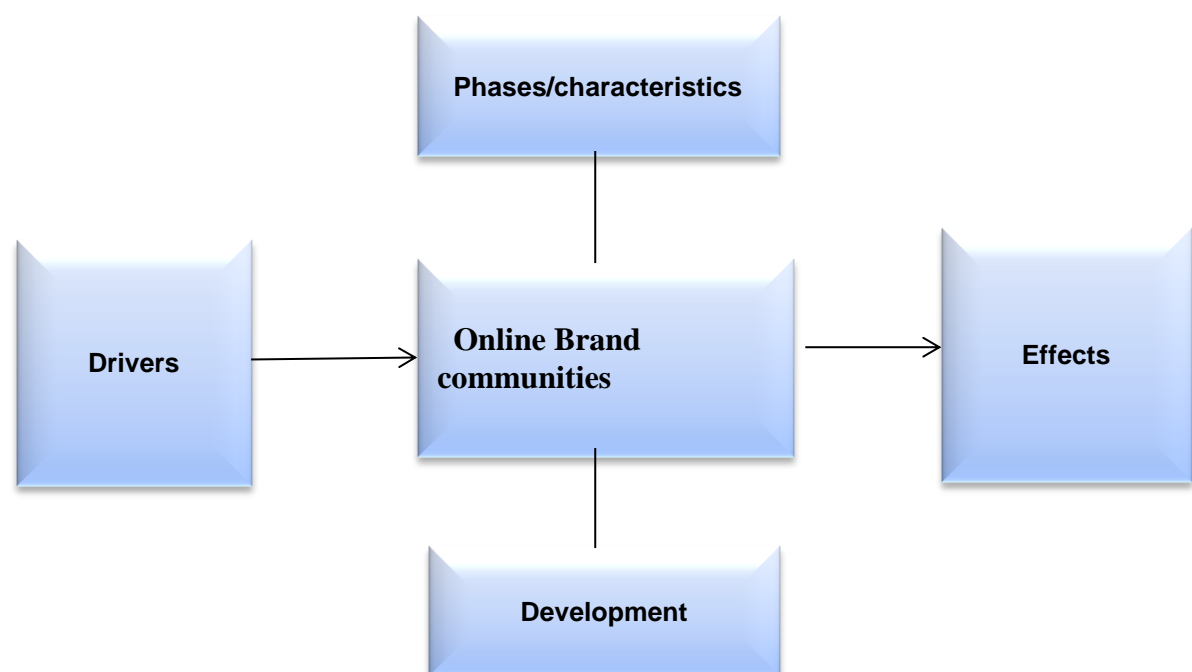 Phases/characteristics
Drivers
Online Brand
communities
Effects
Development